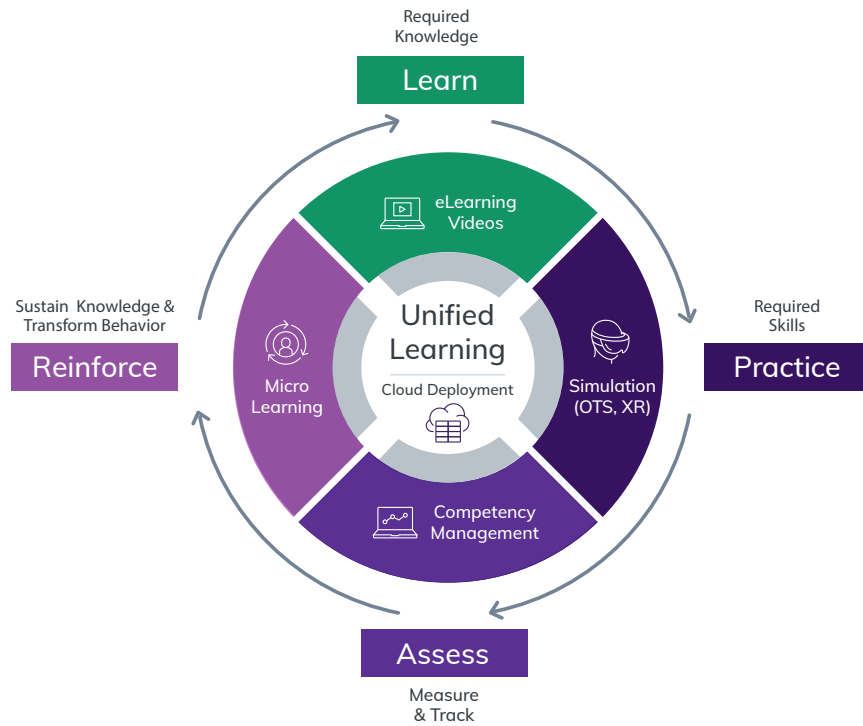 Required
Knowledge
Learn
eLearning
Videos
Sustain Knowledge &
Transform Behavior
Reinforce
Micro
Learning
Unified
Learning
Cloud Deployment
Simulation
(OTS, XR)
Required
Skills
Practice
Competency
Management
Assess
Measure
& Track